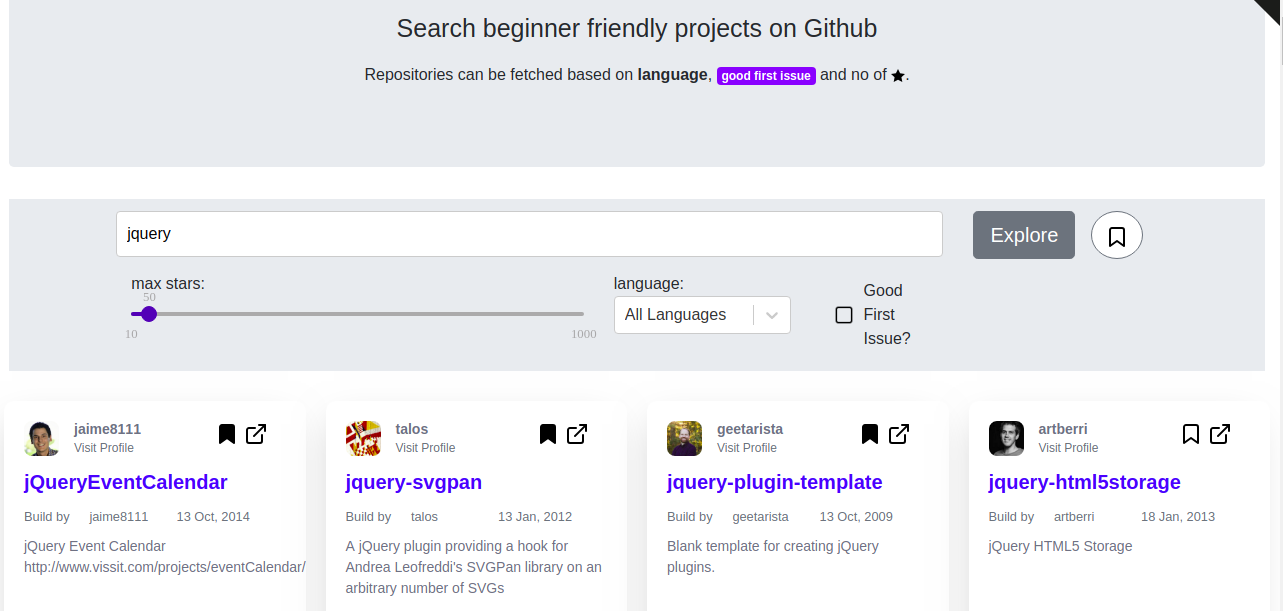 Search beginner friendly projects on Github
Repositories can be fetched based on language, good first issue and no of ★.
jquery
Explore
max stars:
50
10
1000
language:
All Languages
Good
First
Issue?
jaime8111
Visit Profile
jQueryEventCalendar
Build by jaime8111 13 Oct, 2014
jQuery Event Calendar
http://www.vissit.com/projects/eventCalendar/
talos
Visit Profile
jquery-svgpan
Build by talos 13 Jan, 2012
A jQuery plugin providing a hook for
Andrea Leofreddi's SVGPan library on an
arbitrary number of SVGs
geetarista
Visit Profile
jquery-plugin-template
Build by geetarista 13 Oct, 2009
Blank template for creating jQuery
plugins.
artberri
Visit Profile
jquery-html5storage
Build by artberri 18 Jan, 2013
jQuery HTML5 Storage